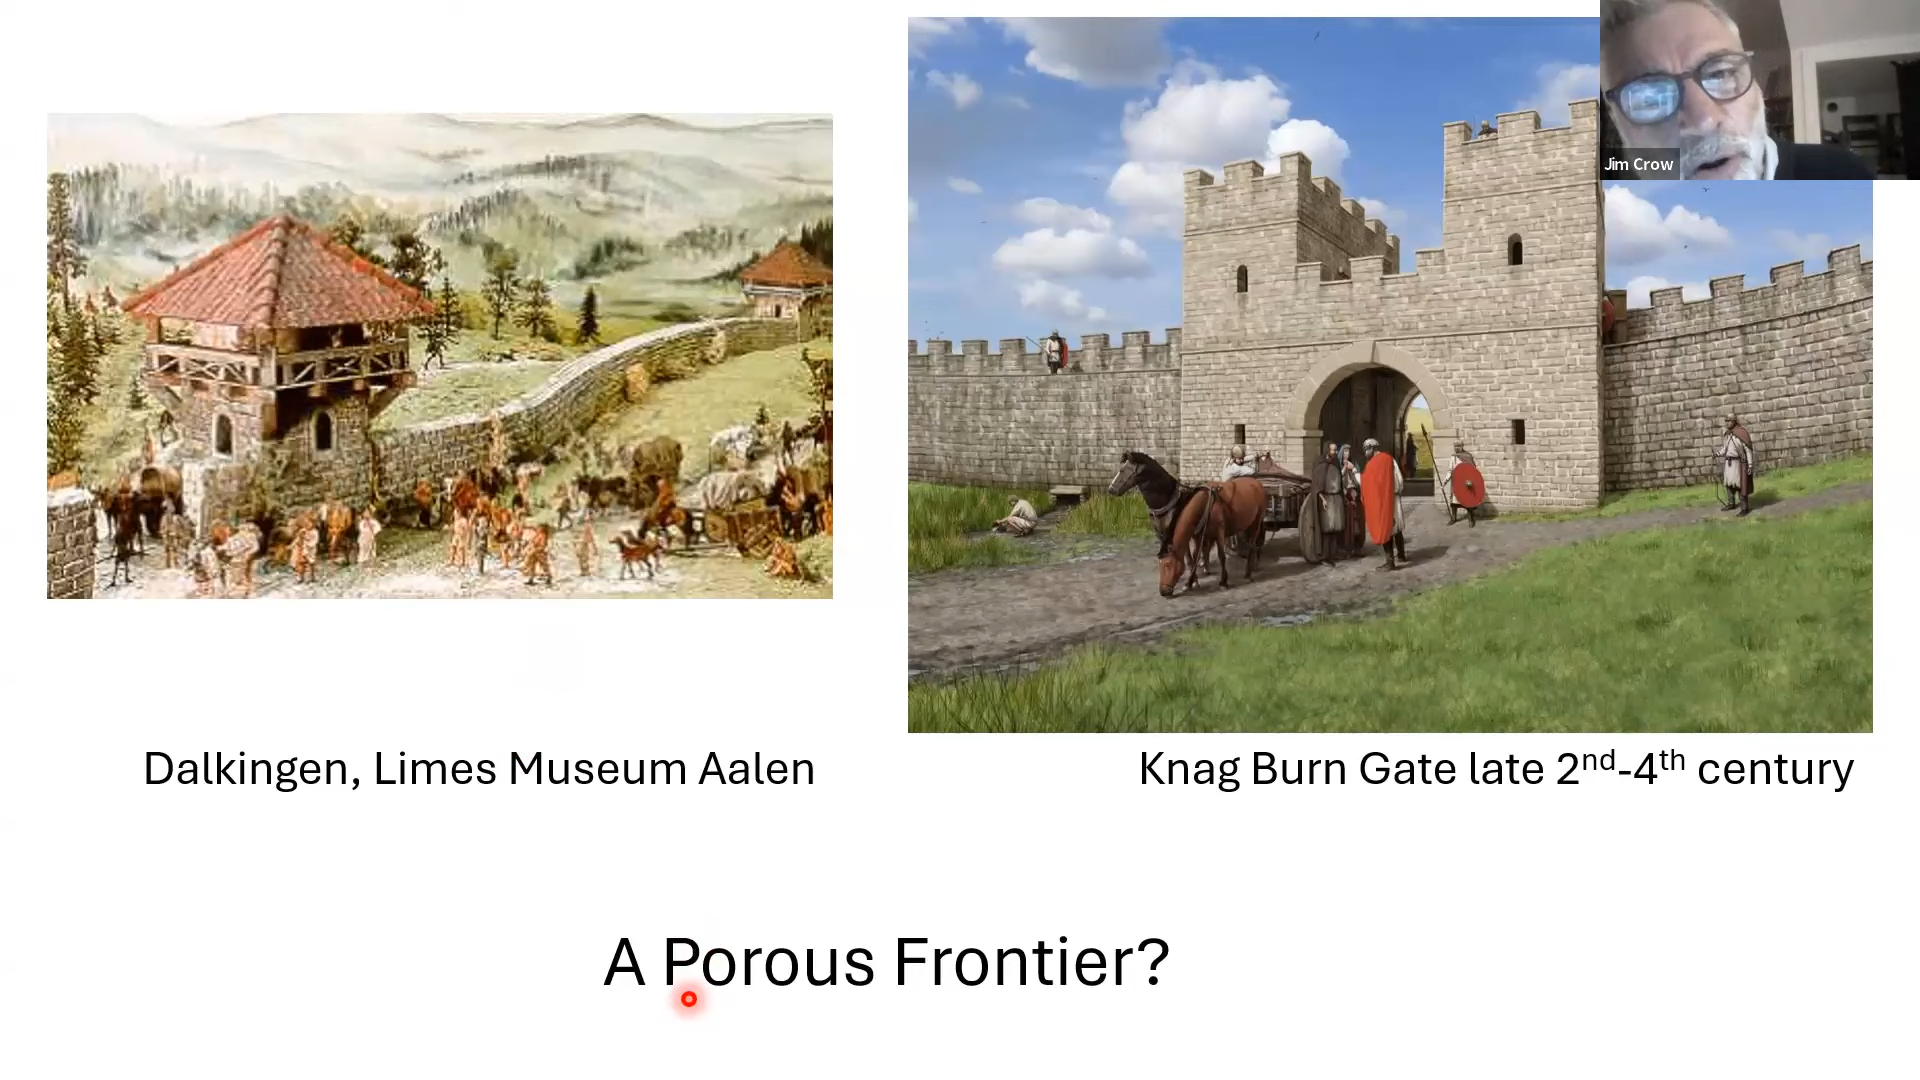 Jim Crow
Dalkingen, Limes Museum Aalen
Knag Burn Gate late 2nd-4th century
A Porous Frontier?